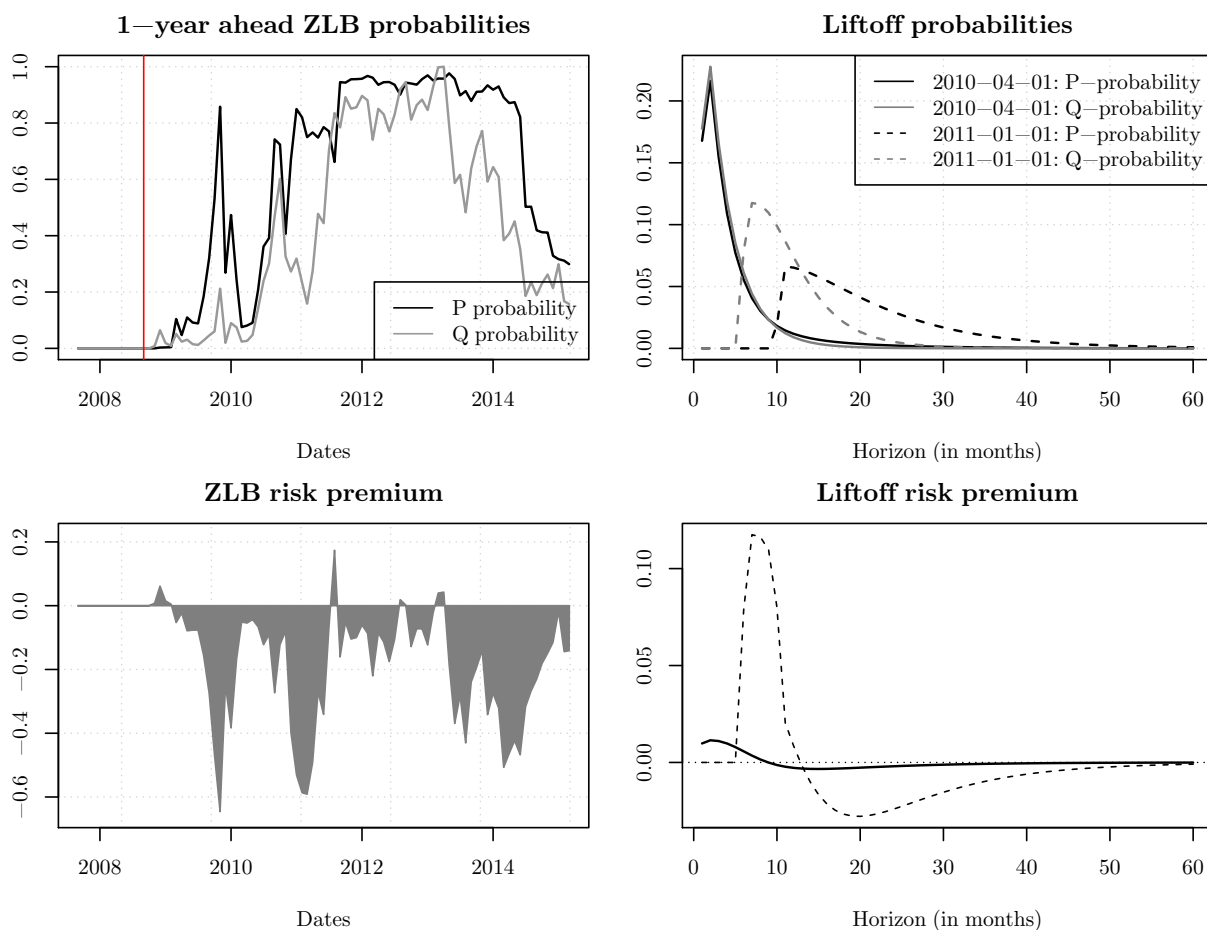 1−year ahead ZLB probabilities
1.0
0.8
0.6
0.4
0.2
0.0
P probability
Q probability
2008
2010
2012
2014
Dates
Liftoff probabilities
0.20
0.15
0.10
0.05
0.00
2010−04−01: P−probability
2010−04−01: Q−probability
2011−01−01: P−probability
2011−01−01: Q−probability
0
10
20
30
40
50
60
Horizon (in months)
ZLB risk premium
0.2
0.0
−0.2
−0.4
−0.6
2008
2010
2012
2014
Dates
Liftoff risk premium
0.10
0.05
0.00
0
10
20
30
40
50
60
Horizon (in months)